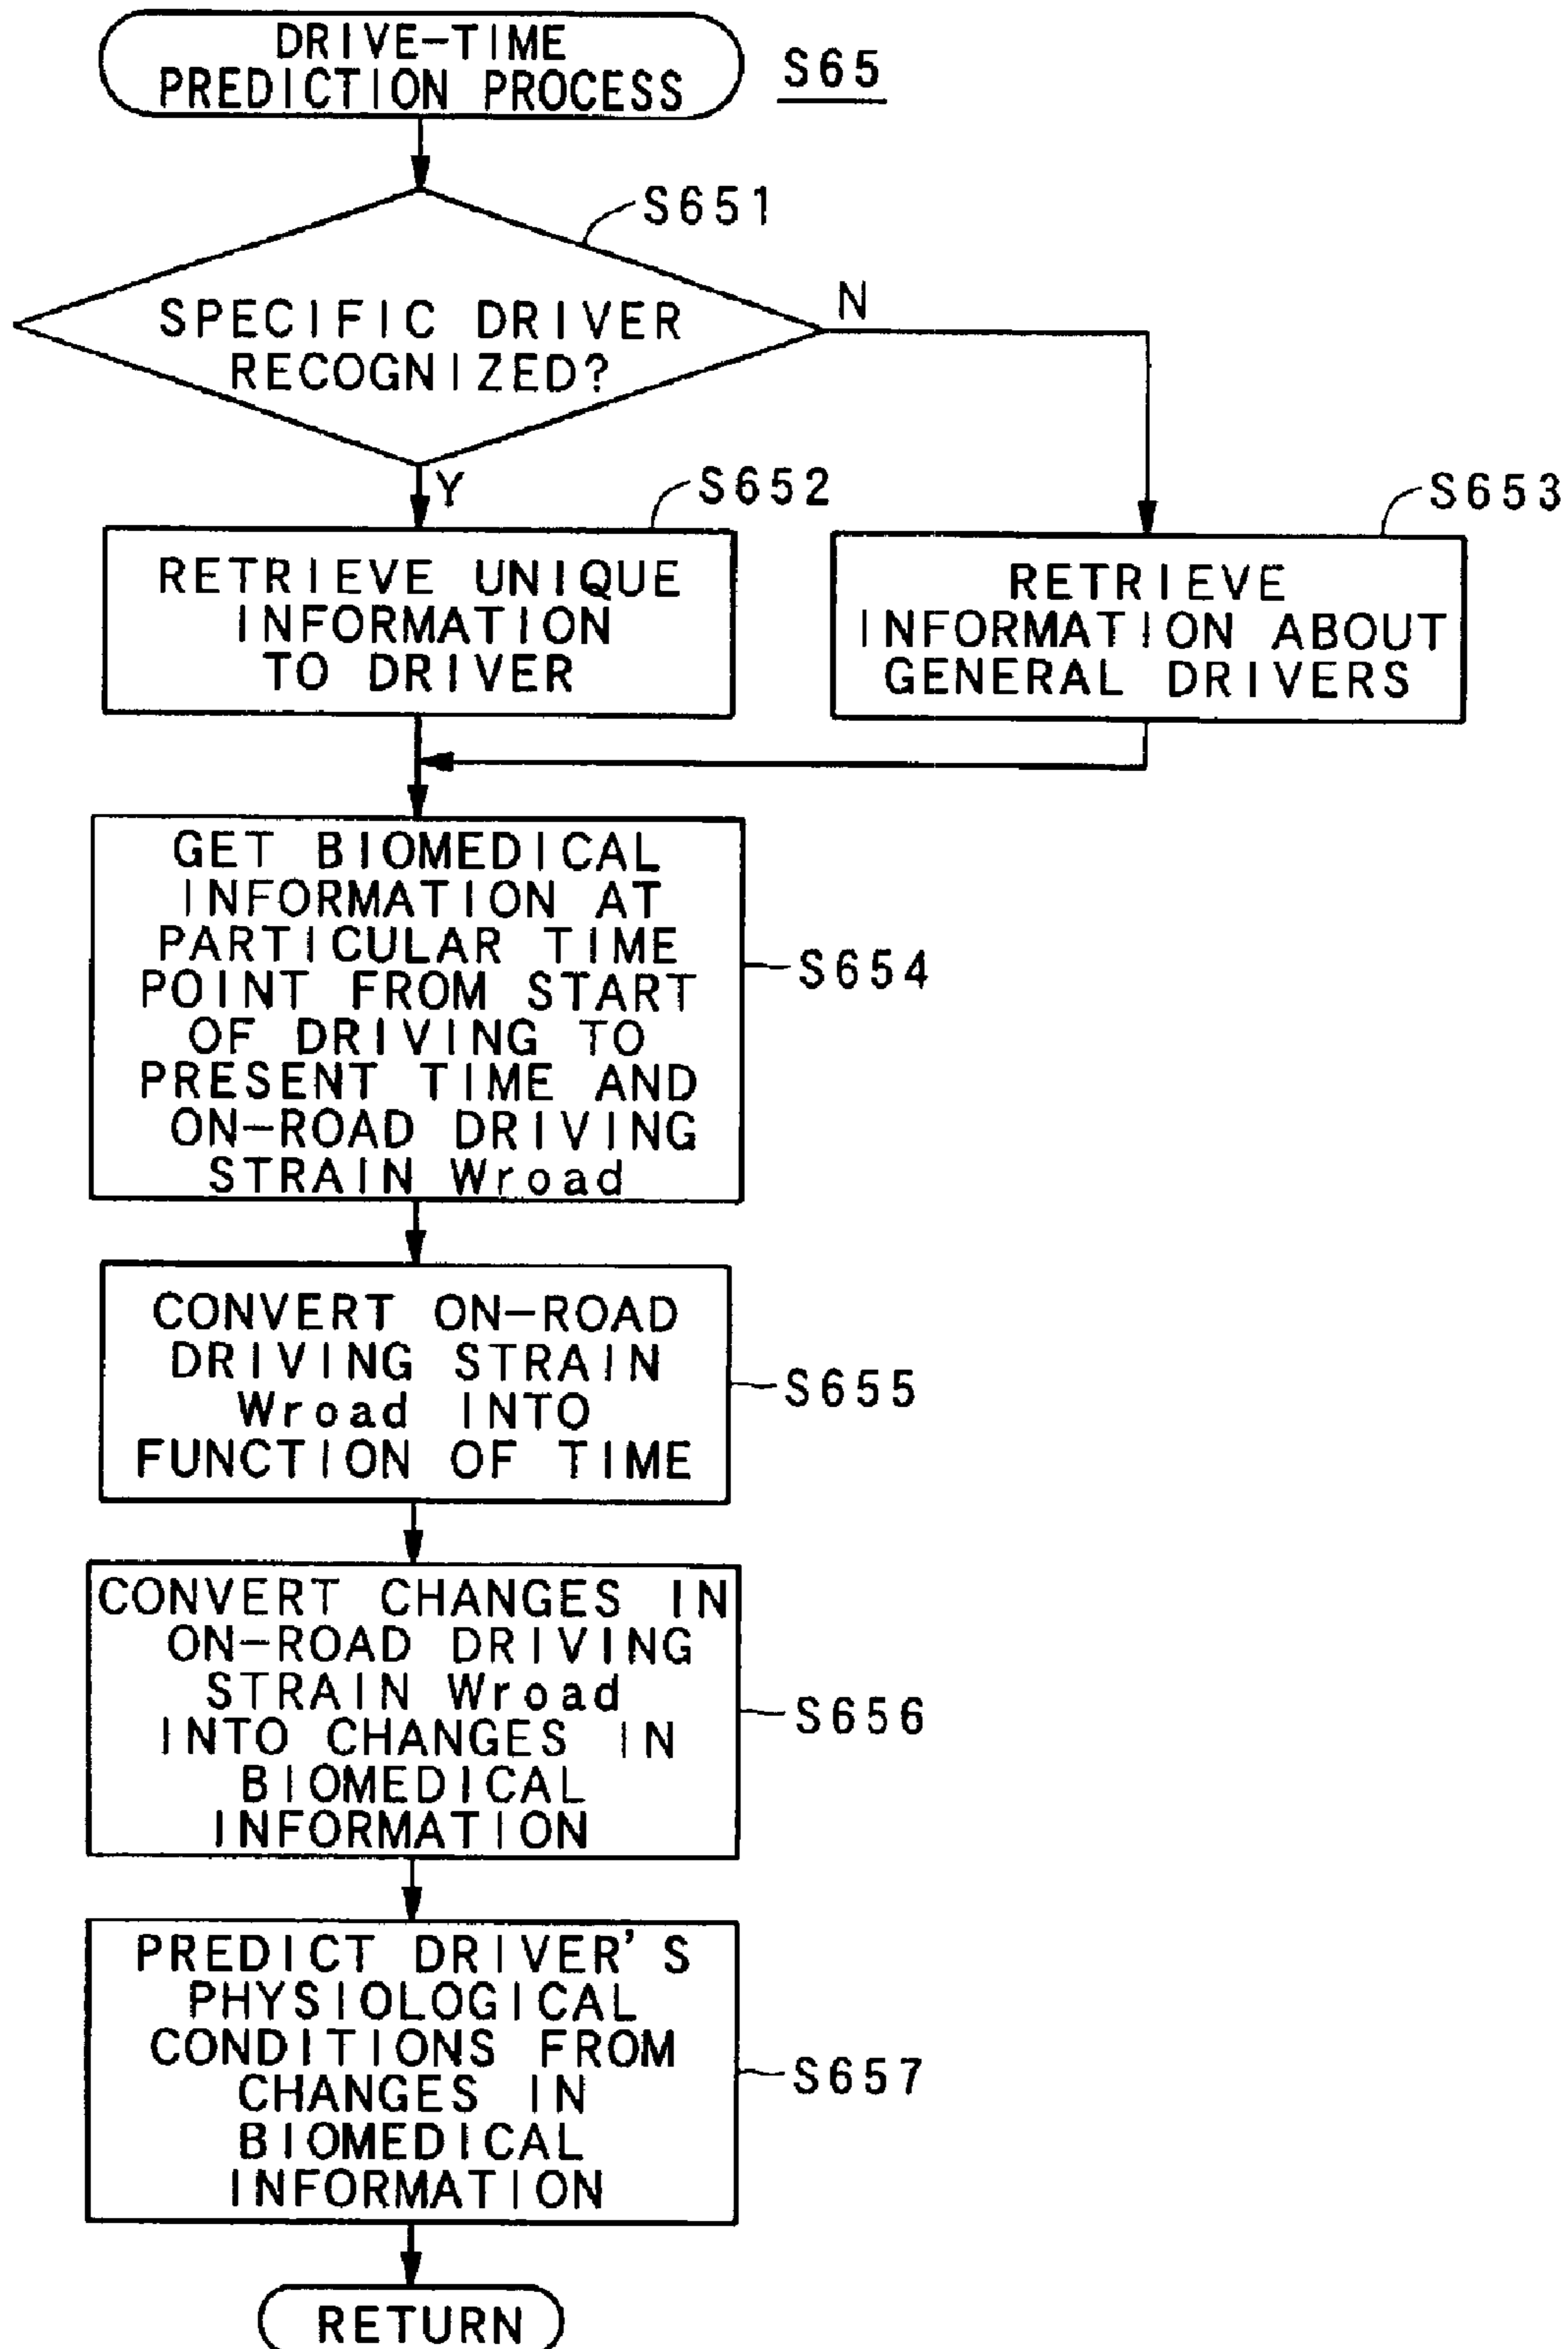 DRIVE-TIME
PREDICTION PROCESS
S65
S651
SPECIFIC DRIVER
RECOGNIZED?
N
Y
S652
S653
RETRIEVE UNIQUE
INFORMATION
TO DRIVER
RETRIEVE
INFORMATION ABOUT
GENERAL DRIVERS
GET BIOMEDICAL
INFORMATION AT
PARTICULAR TIME
POINT FROM START
OF DRIVING TO
PRESENT TIME AND
ON-ROAD DRIVING
STRAIN Wroad
S654
CONVERT ON-ROAD
DRIVING STRAIN
Wroad INTO
FUNCTION OF TIME
S655
CONVERT CHANGES IN
ON-ROAD DRIVING
STRAIN Wroad
INTO CHANGES IN
BIOMEDICAL
INFORMATION
S656
PREDICT DRIVER'S
PHYSIOLOGICAL
CONDITIONS FROM
CHANGES IN
BIOMEDICAL
INFORMATION
S657
RETURN